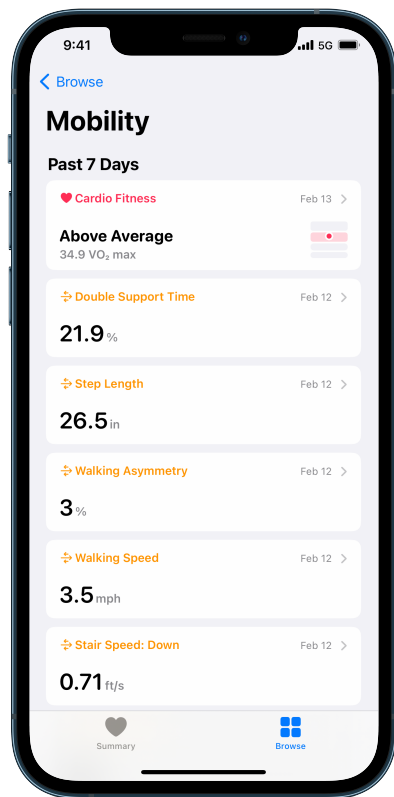 9:41
5G
Browse
Mobility
Past 7 Days
Cardio Fitness Feb 13
Above Average
34.9 VO₂ max
Double Support Time Feb 12
21.9 %
Step Length Feb 12
26.5 in
Walking Asymmetry Feb 12
3 %
Walking Speed Feb 12
3.5 mph
Stair Speed: Down Feb 12
0.71 ft/s
Summary Browse